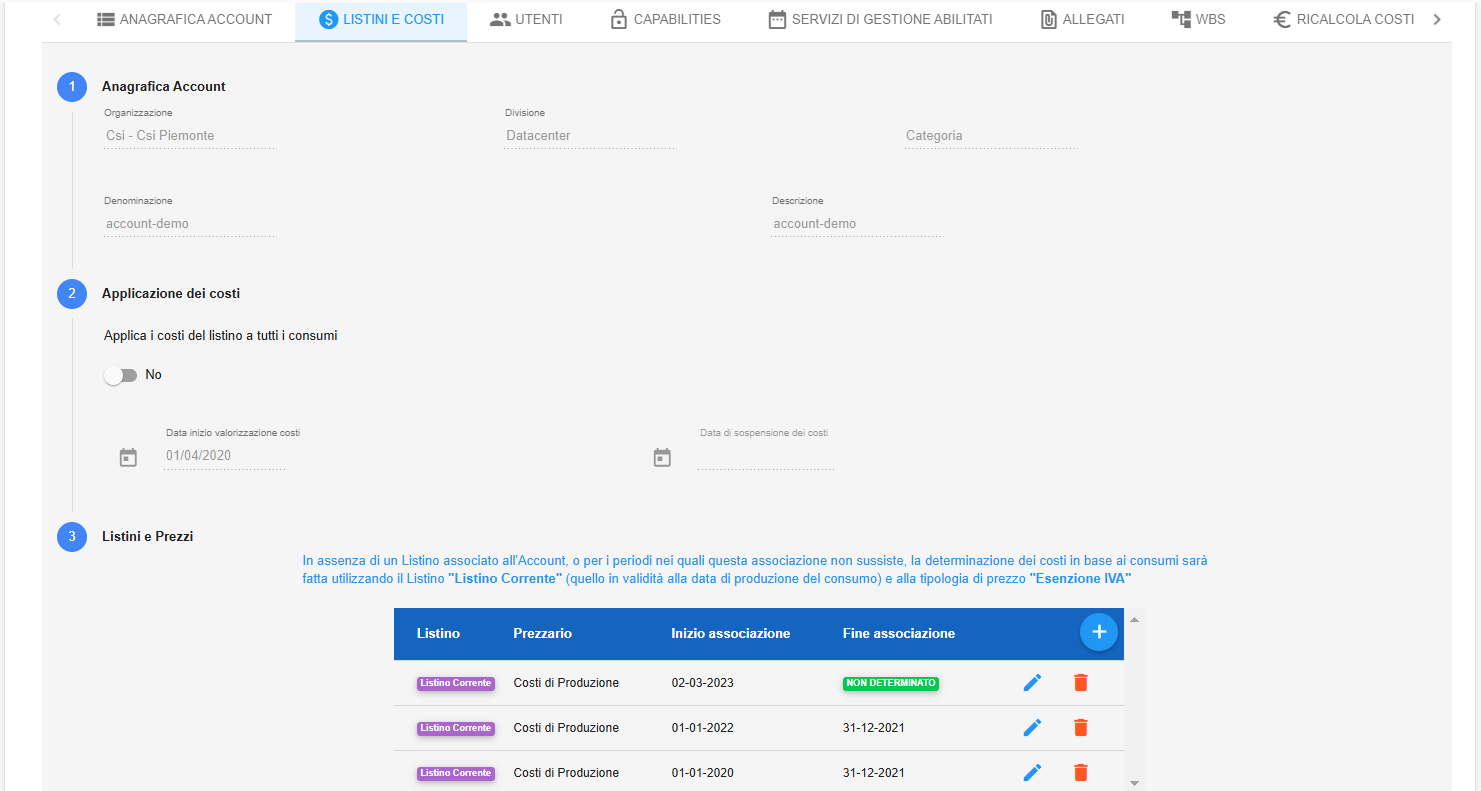 ANAGRAFICA ACCOUNT LISTINI E COSTI UTENTI CAPABILITIES SERVIZI DI GESTIONE ABILITATI ALLEGATI WBS RICALCOLA COSTI
1 Anagrafica Account
Organizzazione Divisione
Csi - Csi Piemonte Datacenter Categoria
Denominazione Descrizione
account-demo account-demo
2 Applicazione dei costi
Applica i costi del listino a tutti i consumi
No
Data inizio valorizzazione costi Data di sospensione dei costi
01/04/2020
3 Listini e Prezzi
In assenza di un Listino associato all'Account, o per i periodi nei quali questa associazione non sussiste, la determinazione dei costi in base ai consumi sarà
fatta utilizzando il Listino "Listino Corrente" (quello in validità alla data di produzione del consumo) e alla tipologia di prezzo "Esenzione IVA"
Listino Prezzario Inizio associazione Fine associazione
Listino Corrente Costi di Produzione 02-03-2023 NON DETERMINATO
Listino Corrente Costi di Produzione 01-01-2022 31-12-2021
Listino Corrente Costi di Produzione 01-01-2020 31-12-2021